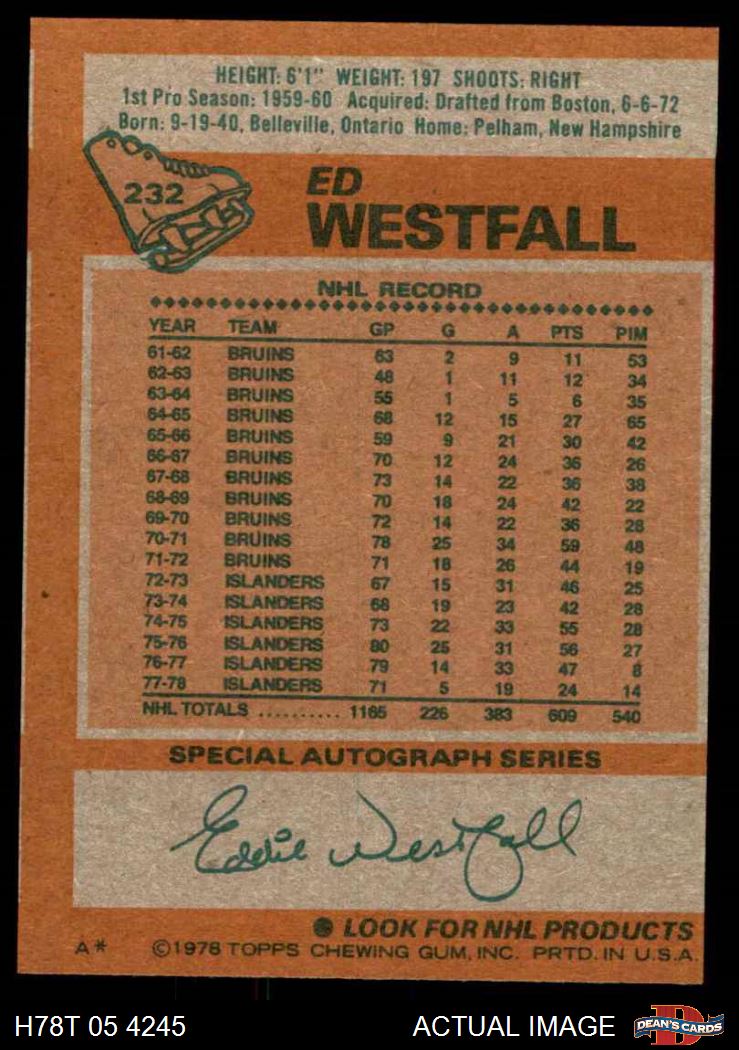 HEIGHT: 6'1" WEIGHT: 197 SHOOTS: RIGHT
1st Pro Season: 1959-60 Acquired: Drafted from Boston, 6-6-72
Born: 9-19-40, Belleville, Ontario Home: Pelham, New Hampshire
232
ED
WESTFALL
NHL RECORD
YEAR TEAM GP G A PTS PIM
61-62 BRUINS 63 2 9 11 53
62-63 BRUINS 48 1 11 12 34
63-64 BRUINS 55 1 5 6 35
64-65 BRUINS 68 12 15 27 65
65-66 BRUINS 59 9 21 30 42
66-67 BRUINS 70 12 24 36 26
67-68 BRUINS 73 14 22 36 38
68-69 BRUINS 70 18 24 42 22
69-70 BRUINS 72 14 22 36 28
70-71 BRUINS 78 25 34 59 48
71-72 BRUINS 71 18 26 44 19
72-73 ISLANDERS 67 15 31 46 25
73-74 ISLANDERS 68 19 23 42 28
74-75 ISLANDERS 73 22 33 55 28
75-76 ISLANDERS 80 25 31 56 27
76-77 ISLANDERS 79 14 33 47 8
77-78 ISLANDERS 71 5 19 24 14
NHL TOTALS .......... 1165 226 383 609 540
SPECIAL AUTOGRAPH SERIES
Eddie Westfall
● LOOK FOR NHL PRODUCTS
A* ©1978 TOPPS CHEWING GUM, INC. PRTD. IN U.S.A.
H78T 05 4245 ACTUAL IMAGE DEAN'S CARDS